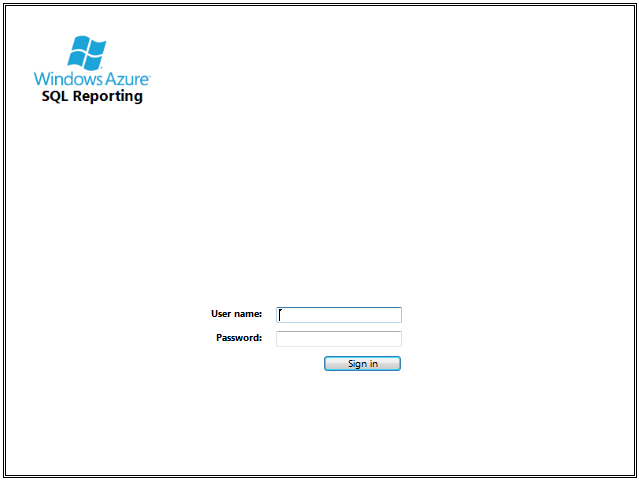 Windows Azure
SQL Reporting
User name:
Password:
Sign in